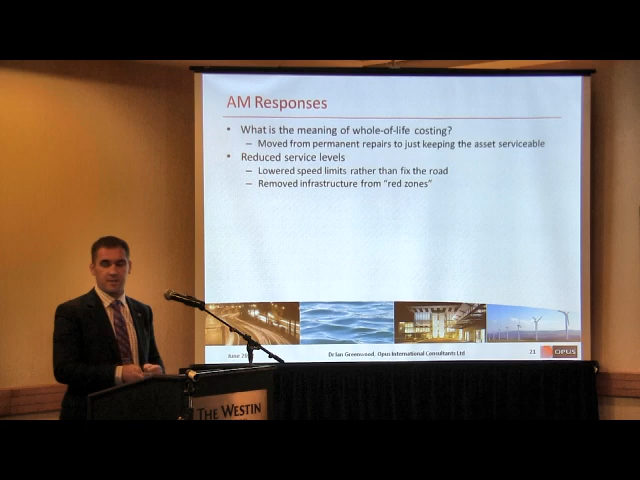 AM Responses
• What is the meaning of whole-of-life costing?
– Moved from permanent repairs to just keeping the asset serviceable
• Reduced service levels
– Lowered speed limits rather than fix the road
– Removed infrastructure from “red zones”
June
Dr Ian Greenwood, Opus International Consultants Ltd
21
OPUS
THE WESTIN